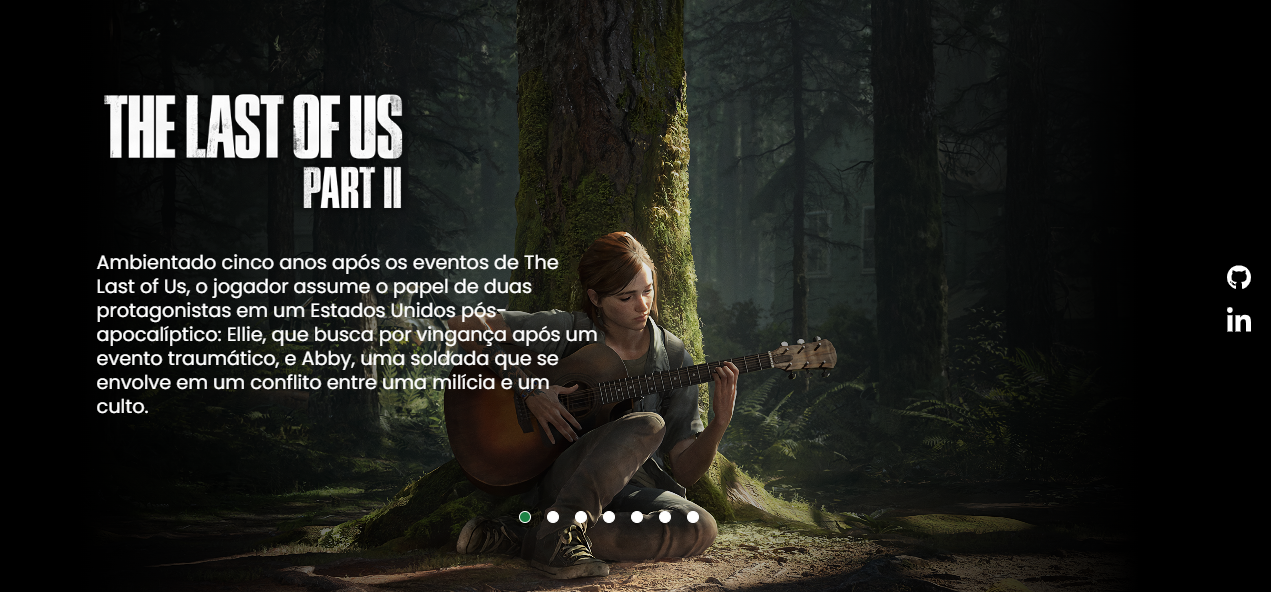 THE LAST OF US
PART II
Ambientado cinco anos após os eventos de The
Last of Us, o jogador assume o papel de duas
protagonistas em um Estados Unidos pós-
apocalíptico: Ellie, que busca por vingança após um
evento traumático, e Abby, uma soldada que se
envolve em um conflito entre uma milícia e um
culto.
in